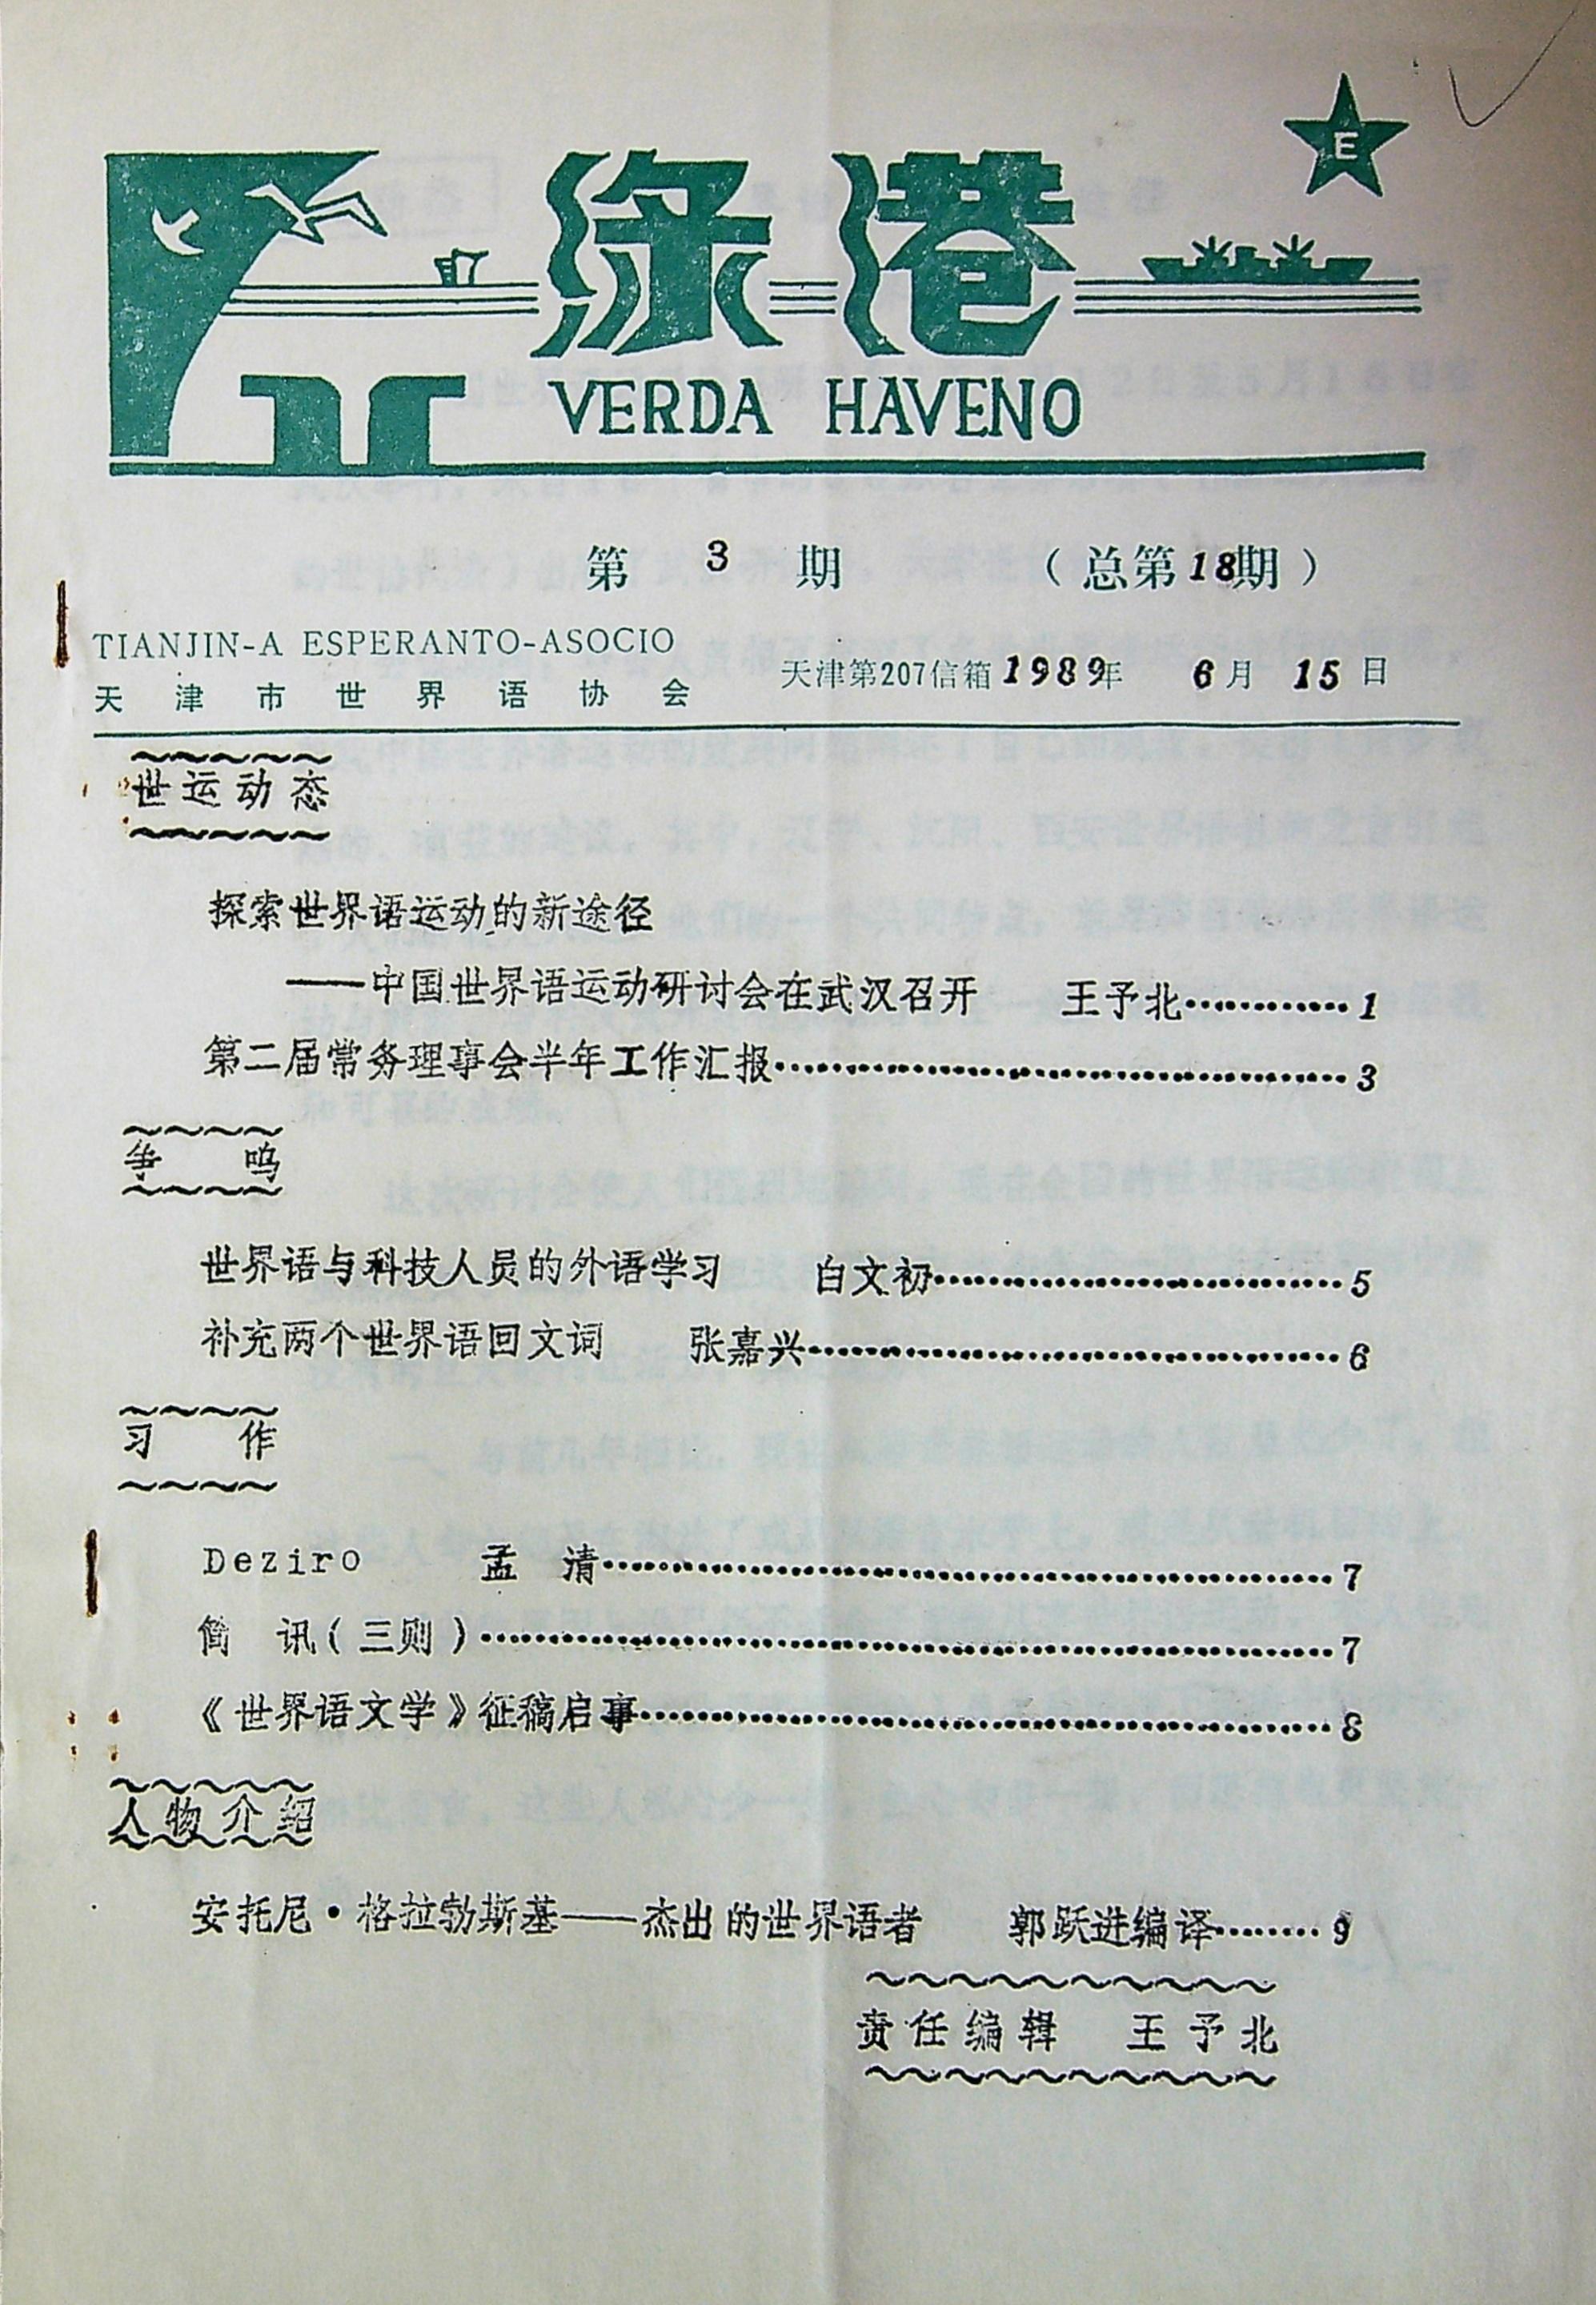 E
绿港
VERDA HAVENO
第 3 期 （总第18期）
TIANJIN-A ESPERANTO-ASOCIO
天津市世界语协会
天津第207信箱 1989年 6月 15日
世运动态
探索世界语运动的新途径
——中国世界语运动研讨会在武汉召开 王予北…………1
第二届常务理事会半年工作汇报…………………………3
争 鸣
世界语与科技人员的外语学习 白文初…………………………5
补充两个世界语回文词 张嘉兴…………………………6
习 作
Deziro 孟 清…………………………7
简 讯（三则）…………………………7
《世界语文学》征稿启事…………………………8
人物介绍
安托尼·格拉勃斯基——杰出的世界语者 郭跃进编译………9
责任编辑 王予北